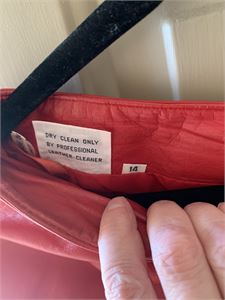 DRY CLEAN ONLY
BY PROFESSIONAL
LEATHER CLEANER
14